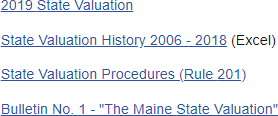 2019 State Valuation
State Valuation History 2006 - 2018 (Excel)
State Valuation Procedures (Rule 201)
Bulletin No. 1 - "The Maine State Valuation"